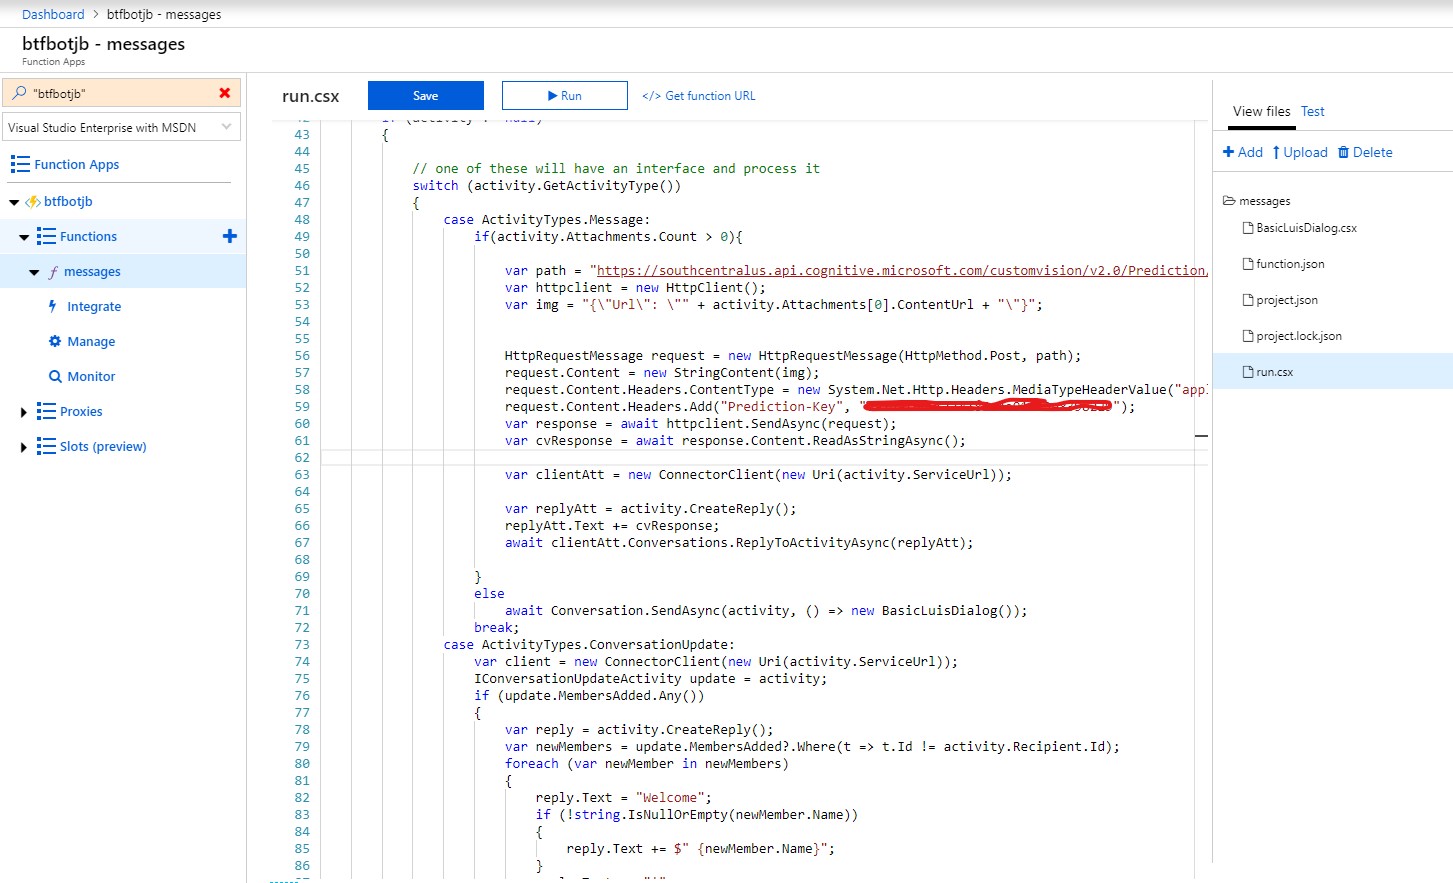 Dashboard > btfbotjb - messages
btfbotjb - messages
Function Apps
"btfbotjb"
Visual Studio Enterprise with MSDN
Function Apps
btfbotjb
Functions
messages
Integrate
Manage
Monitor
Proxies
Slots (preview)
run.csx Save Run </> Get function URL
43 {
44
45 // one of these will have an interface and process it
46 switch (activity.GetActivityType())
47 {
48 case ActivityTypes.Message:
49 if(activity.Attachments.Count > 0){
50
51 var path = "https://southcentralus.api.cognitive.microsoft.com/customvision/v2.0/Prediction/
52 var httpclient = new HttpClient();
53 var img = "{\"Url\": \"" + activity.Attachments[0].ContentUrl + "\"}";
54
55
56 HttpRequestMessage request = new HttpRequestMessage(HttpMethod.Post, path);
57 request.Content = new StringContent(img);
58 request.Content.Headers.ContentType = new System.Net.Http.Headers.MediaTypeHeaderValue("appl
59 request.Content.Headers.Add("Prediction-Key", "");
60 var response = await httpclient.SendAsync(request);
61 var cvResponse = await response.Content.ReadAsStringAsync();
62
63 var clientAtt = new ConnectorClient(new Uri(activity.ServiceUrl));
64
65 var replyAtt = activity.CreateReply();
66 replyAtt.Text += cvResponse;
67 await clientAtt.Conversations.ReplyToActivityAsync(replyAtt);
68
69 }
70 else
71 await Conversation.SendAsync(activity, () => new BasicLuisDialog());
72 break;
73 case ActivityTypes.ConversationUpdate:
74 var client = new ConnectorClient(new Uri(activity.ServiceUrl));
75 IConversationUpdateActivity update = activity;
76 if (update.MembersAdded.Any())
77 {
78 var reply = activity.CreateReply();
79 var newMembers = update.MembersAdded?.Where(t => t.Id != activity.Recipient.Id);
80 foreach (var newMember in newMembers)
81 {
82 reply.Text = "Welcome";
83 if (!string.IsNullOrEmpty(newMember.Name))
84 {
85 reply.Text += $" {newMember.Name}";
86 }
View files Test
Add Upload Delete
messages
BasicLuisDialog.csx
function.json
project.json
project.lock.json
run.csx